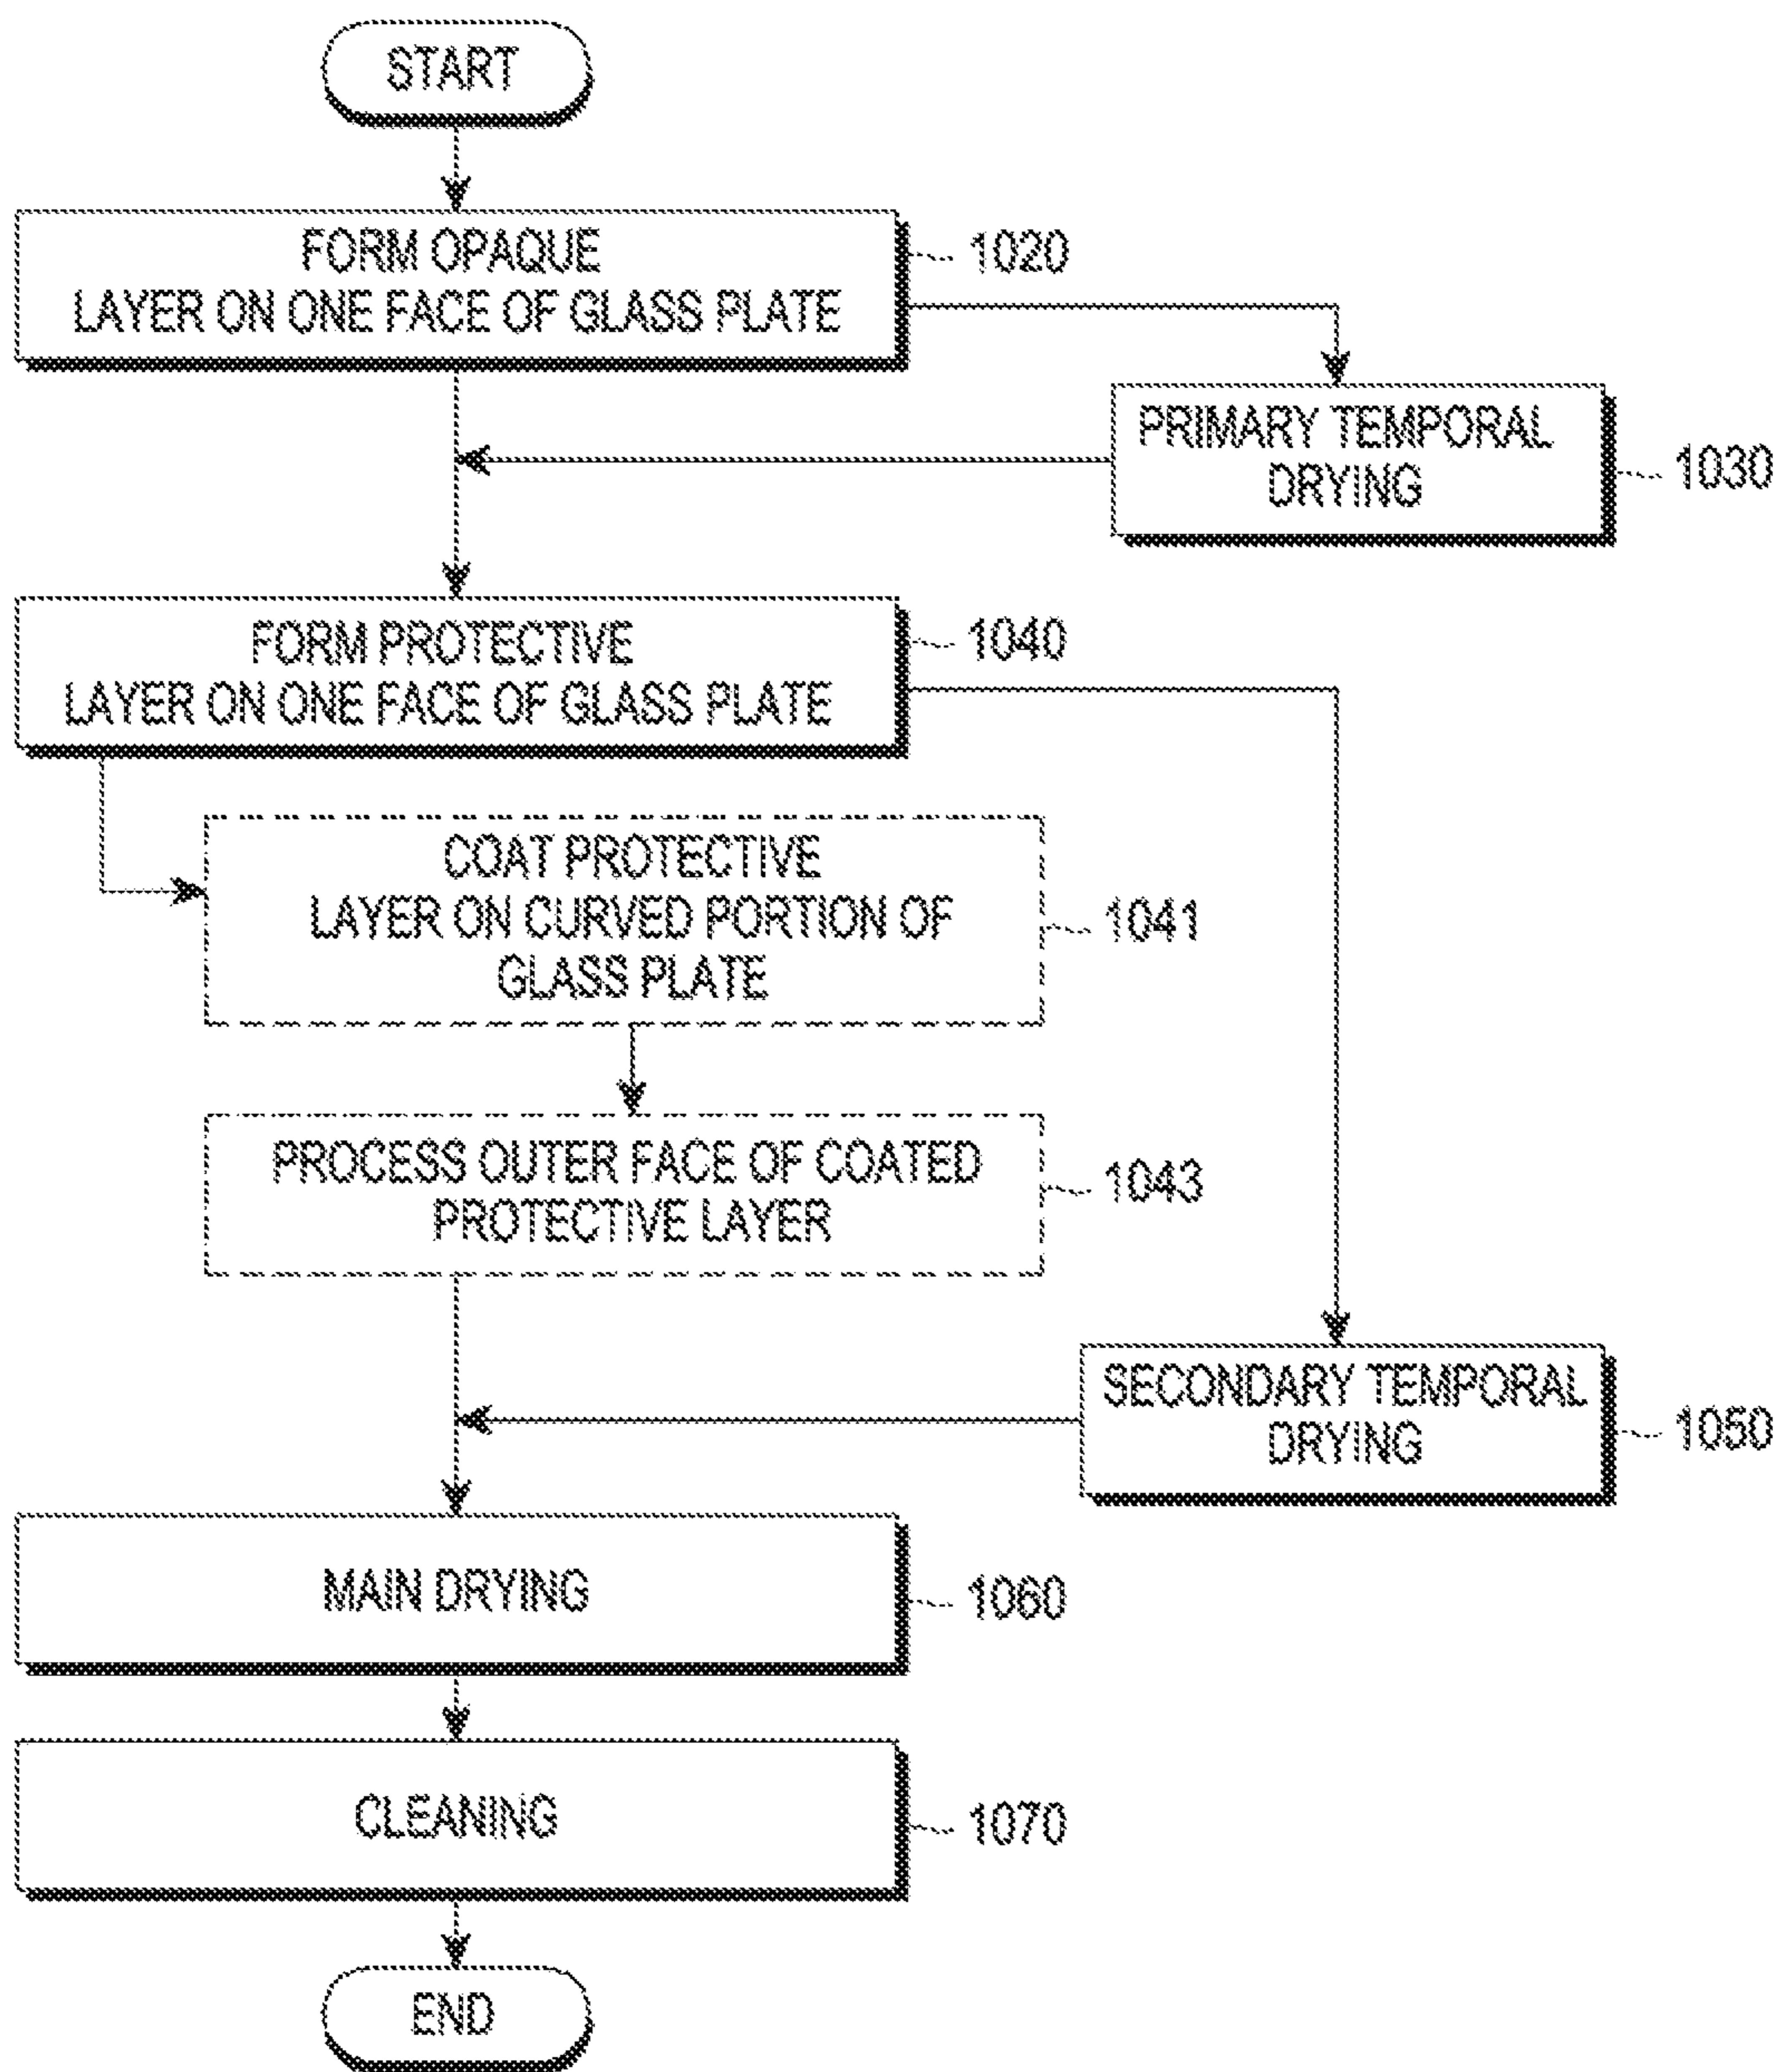 START
FORM OPAQUE
LAYER ON ONE FACE OF GLASS PLATE
1020
PRIMARY TEMPORAL
DRYING
1030
FORM PROTECTIVE
LAYER ON ONE FACE OF GLASS PLATE
1040
COAT PROTECTIVE
LAYER ON CURVED PORTION OF
GLASS PLATE
1041
PROCESS OUTER FACE OF COATED
PROTECTIVE LAYER
1043
SECONDARY TEMPORAL
DRYING
1050
MAIN DRYING
1060
CLEANING
1070
END